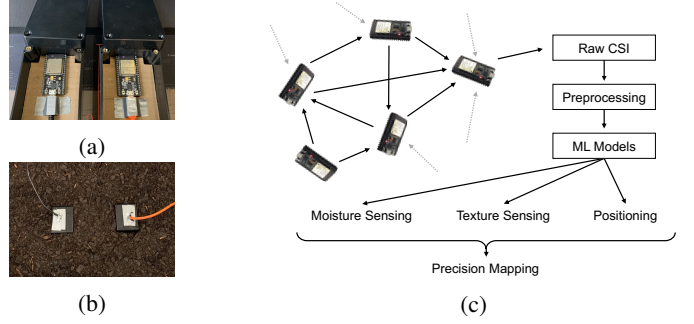 (a)
(b)
Raw CSI
Preprocessing
ML Models
Moisture Sensing
Texture Sensing
Positioning
Precision Mapping
(c)